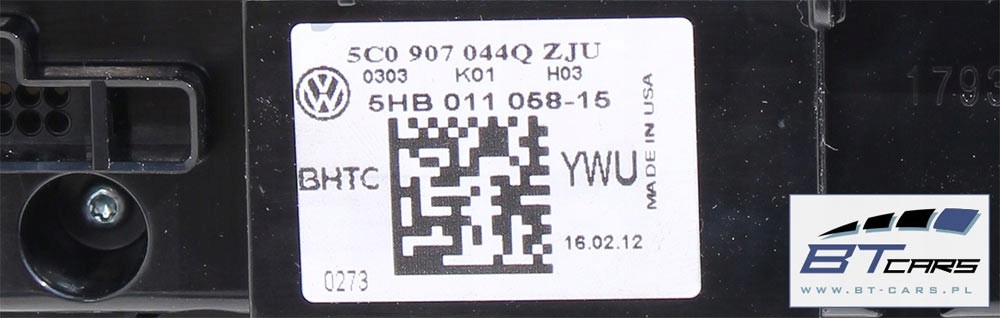 5C0 907 044Q ZJU
0303 K01 H03
5HB 011 058-15
BHTC
YWU
MADE IN USA
16.02.12
0273
1793
BT CARS
WWW.BT-CARS.PL